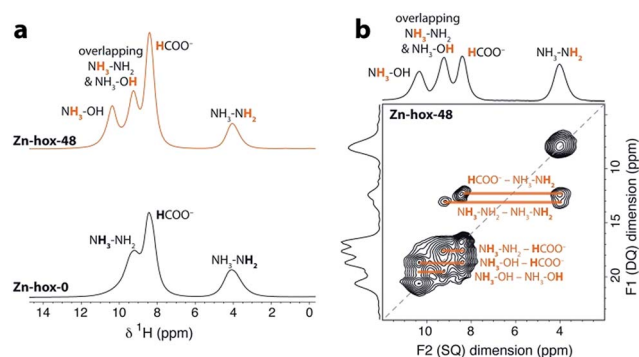 a
overlapping
NH₃-NH₂
& NH₃-OH
HCOO⁻
NH₃-OH
NH₃-NH₂
Zn-hox-48
HCOO⁻
NH₃-NH₂
NH₃-NH₂
Zn-hox-0
14 12 10 8 6 4 2 0
δ ¹H (ppm)
b
overlapping
NH₃-NH₂
& NH₃-OH
HCOO⁻
NH₃-NH₂
NH₃-OH
Zn-hox-48
HCOO⁻ – NH₃-NH₂
NH₃-NH₂ – NH₃-NH₂
NH₃-NH₂ – HCOO⁻
NH₃-OH – HCOO⁻
NH₃-OH – NH₃-OH
10
15
20
F1 (DQ) dimension (ppm)
10 8 6 4
F2 (SQ) dimension (ppm)